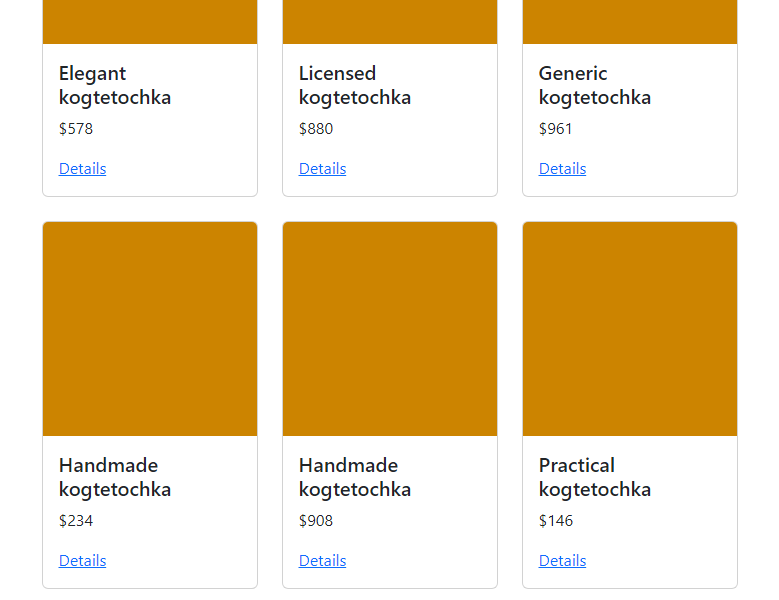 Elegant
kogtetochka
$578
Details
Licensed
kogtetochka
$880
Details
Generic
kogtetochka
$961
Details
Handmade
kogtetochka
$234
Details
Handmade
kogtetochka
$908
Details
Practical
kogtetochka
$146
Details